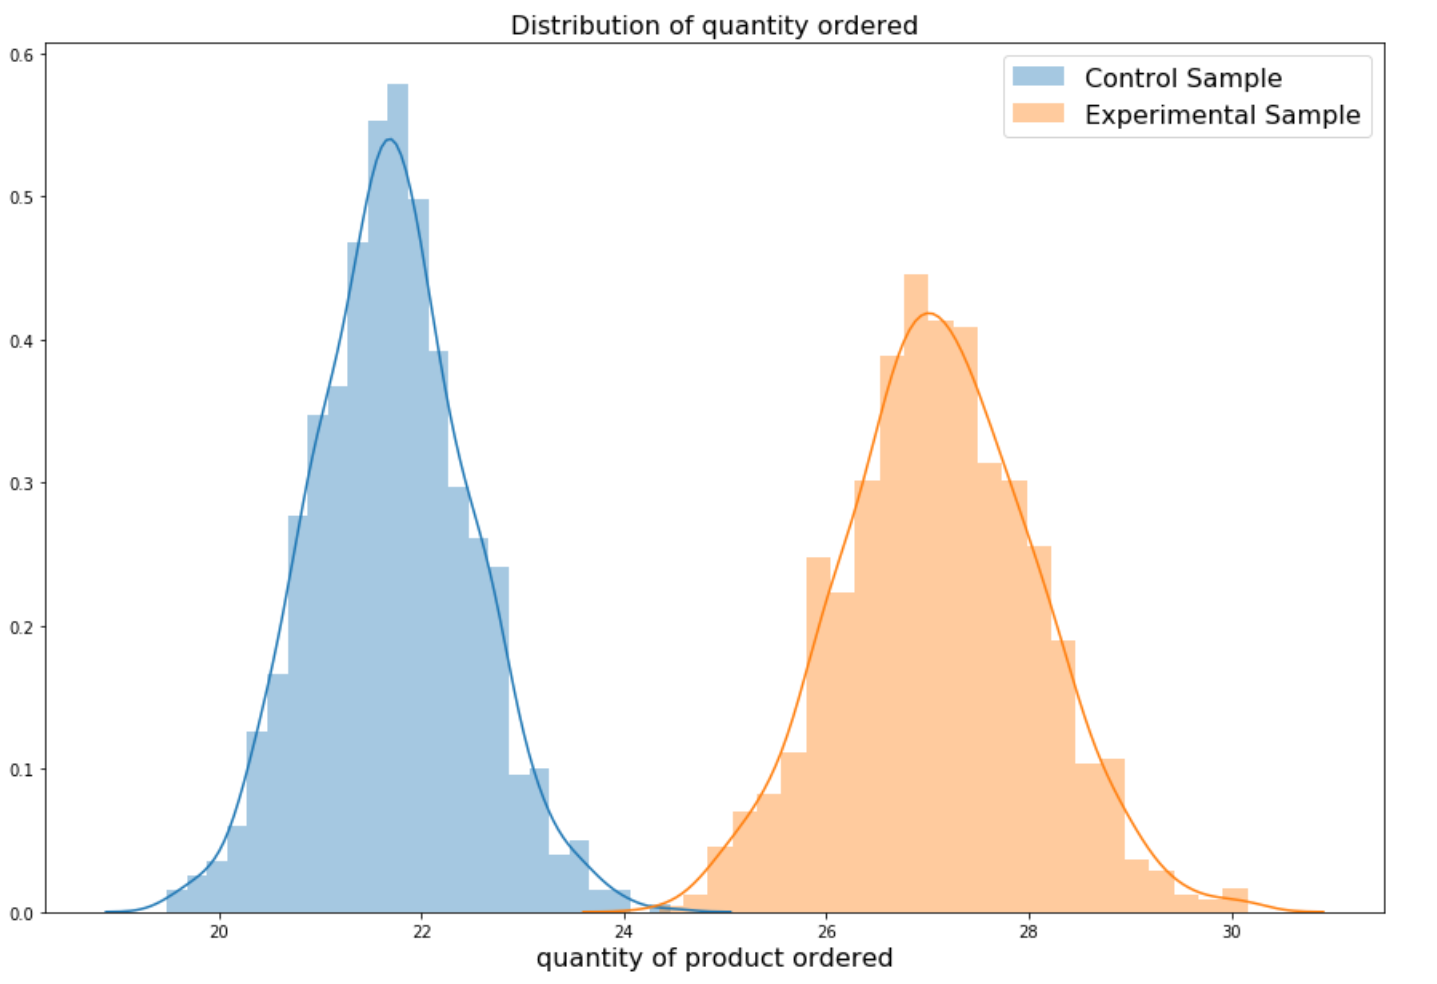 Distribution of quantity ordered
Control Sample
Experimental Sample
0.6
0.5
0.4
0.3
0.2
0.1
0.0
20 22 24 26 28 30
quantity of product ordered